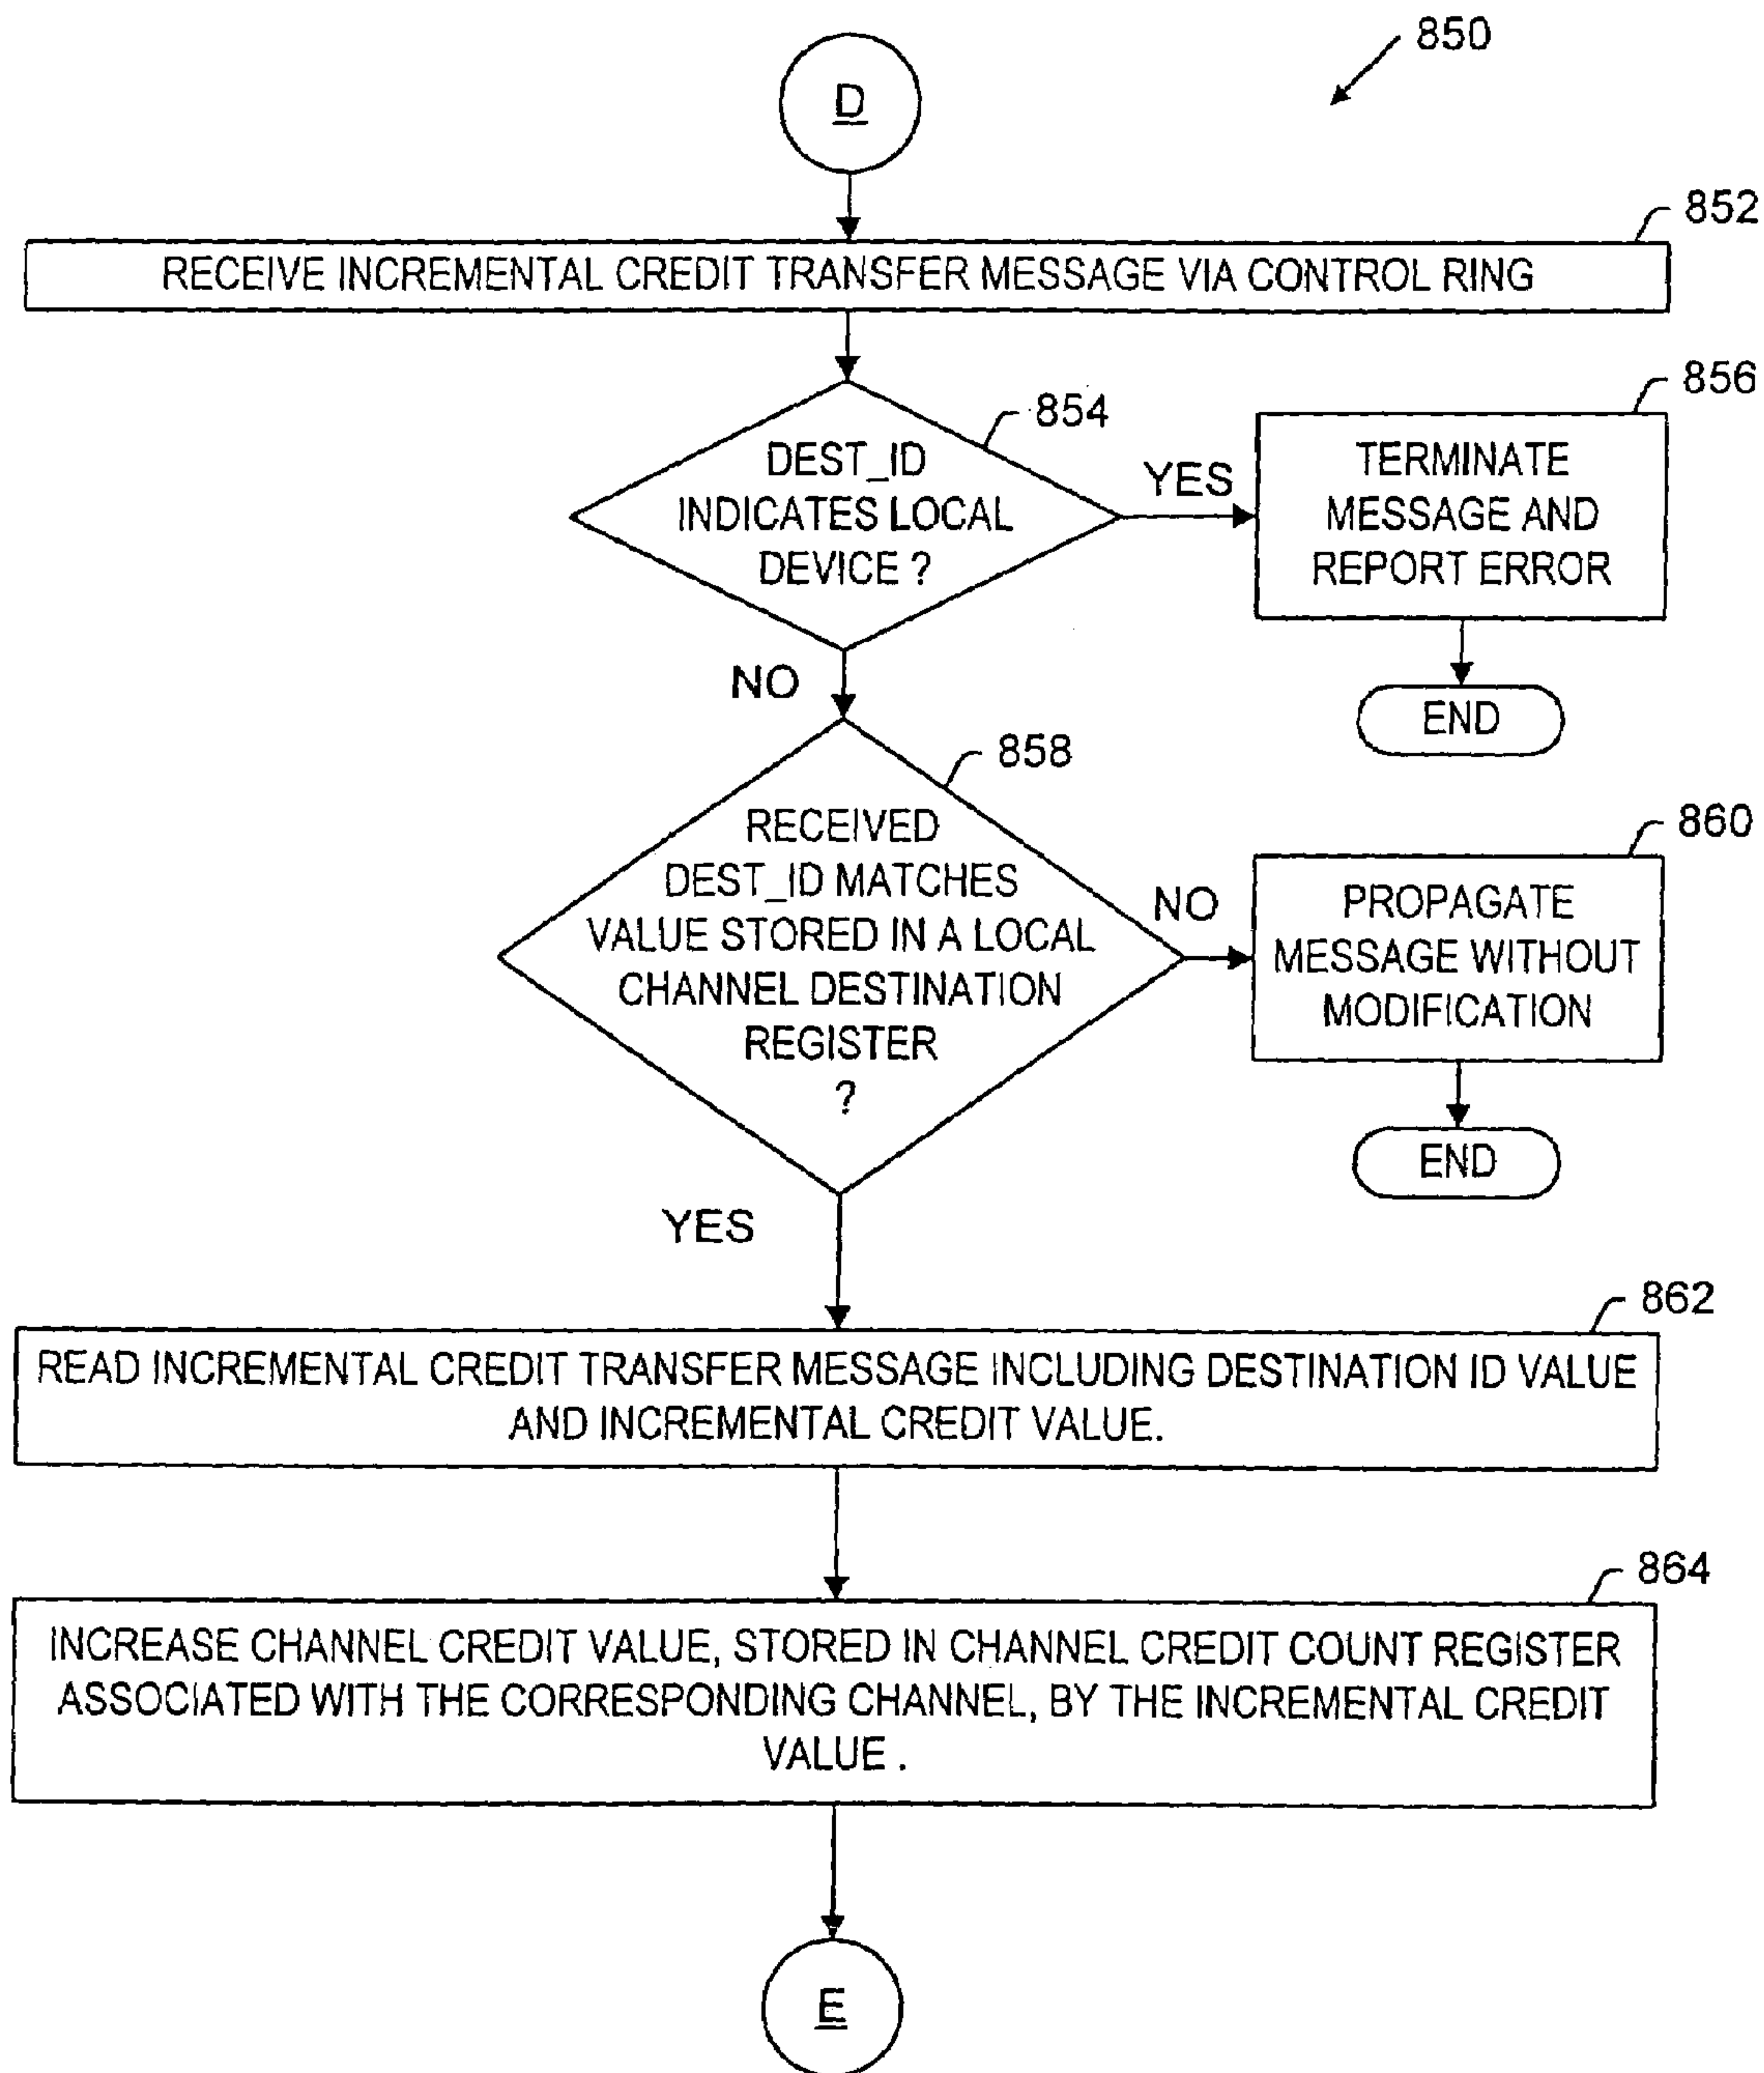 850
D
852
RECEIVE INCREMENTAL CREDIT TRANSFER MESSAGE VIA CONTROL RING
854
DEST_ID
INDICATES LOCAL
DEVICE ?
YES
856
TERMINATE
MESSAGE AND
REPORT ERROR
END
NO
858
RECEIVED
DEST_ID MATCHES
VALUE STORED IN A LOCAL
CHANNEL DESTINATION
REGISTER
?
NO
860
PROPAGATE
MESSAGE WITHOUT
MODIFICATION
END
YES
862
READ INCREMENTAL CREDIT TRANSFER MESSAGE INCLUDING DESTINATION ID VALUE
AND INCREMENTAL CREDIT VALUE.
864
INCREASE CHANNEL CREDIT VALUE, STORED IN CHANNEL CREDIT COUNT REGISTER
ASSOCIATED WITH THE CORRESPONDING CHANNEL, BY THE INCREMENTAL CREDIT
VALUE .
E